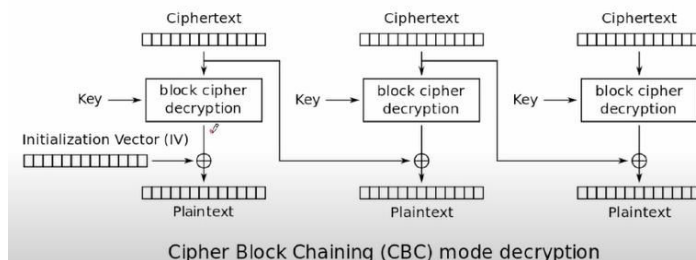 Ciphertext
Ciphertext
Ciphertext
Key
block cipher
decryption
Key
block cipher
decryption
Key
block cipher
decryption
Initialization Vector (IV)
Plaintext
Plaintext
Plaintext
Cipher Block Chaining (CBC) mode decryption